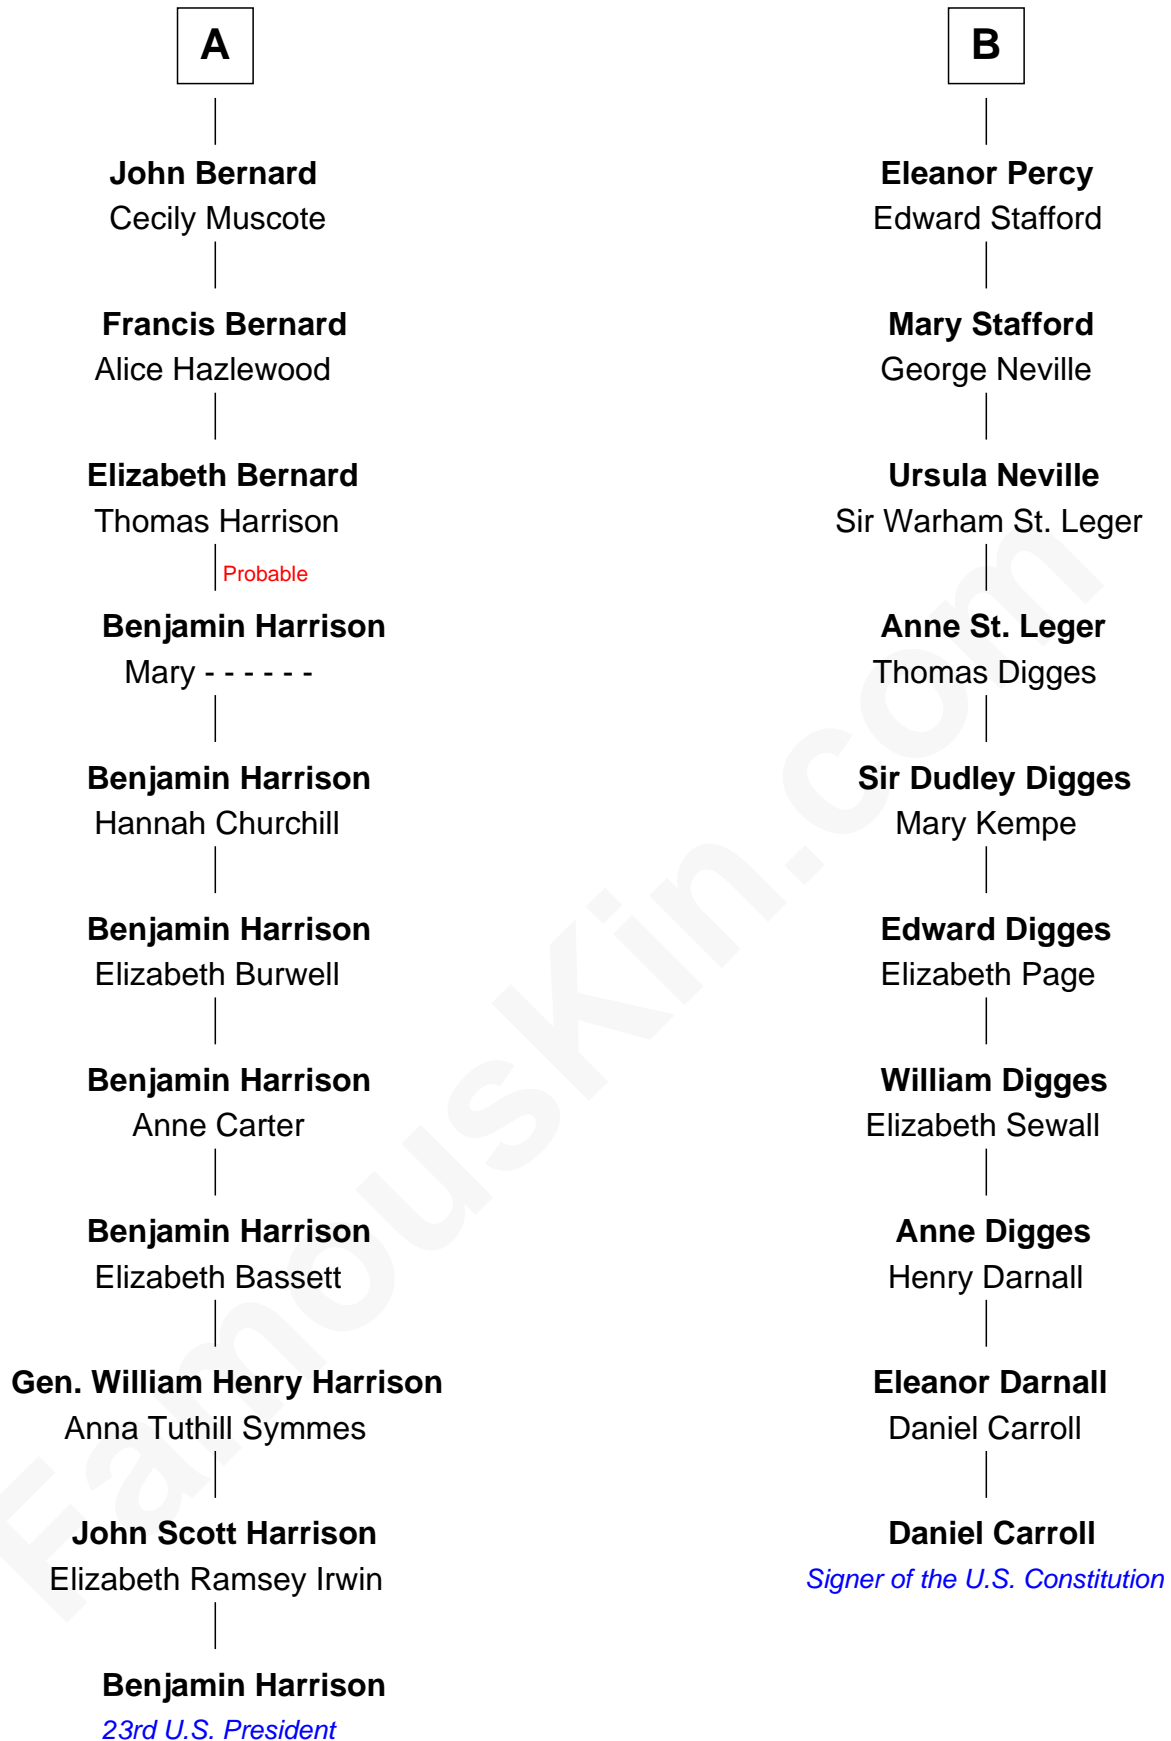 A
John Bernard
Cecily Muscote
Francis Bernard
Alice Hazlewood
Elizabeth Bernard
Thomas Harrison
Probable
Benjamin Harrison
Mary - - - - - -
Benjamin Harrison
Hannah Churchill
Benjamin Harrison
Elizabeth Burwell
Benjamin Harrison
Anne Carter
Benjamin Harrison
Elizabeth Bassett
Gen. William Henry Harrison
Anna Tuthill Symmes
John Scott Harrison
Elizabeth Ramsey Irwin
Benjamin Harrison
23rd U.S. President
B
Eleanor Percy
Edward Stafford
Mary Stafford
George Neville
Ursula Neville
Sir Warham St. Leger
Anne St. Leger
Thomas Digges
Sir Dudley Digges
Mary Kempe
Edward Digges
Elizabeth Page
William Digges
Elizabeth Sewall
Anne Digges
Henry Darnall
Eleanor Darnall
Daniel Carroll
Daniel Carroll
Signer of the U.S. Constitution
FamousKin.com